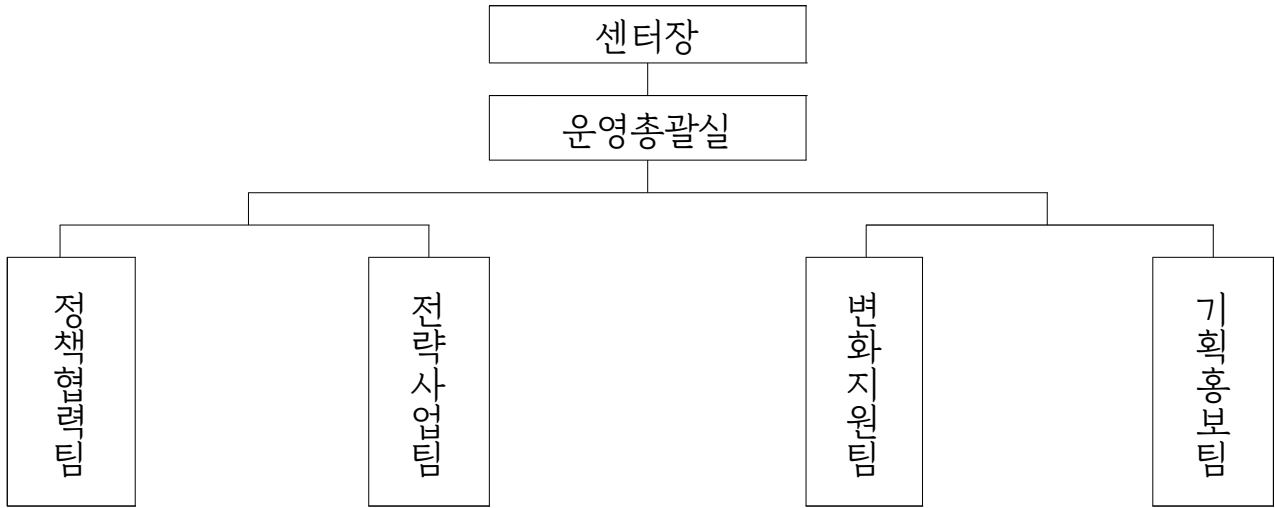 센터장
운영총괄실
정책협력팀
전략사업팀
변화지원팀
기획홍보팀